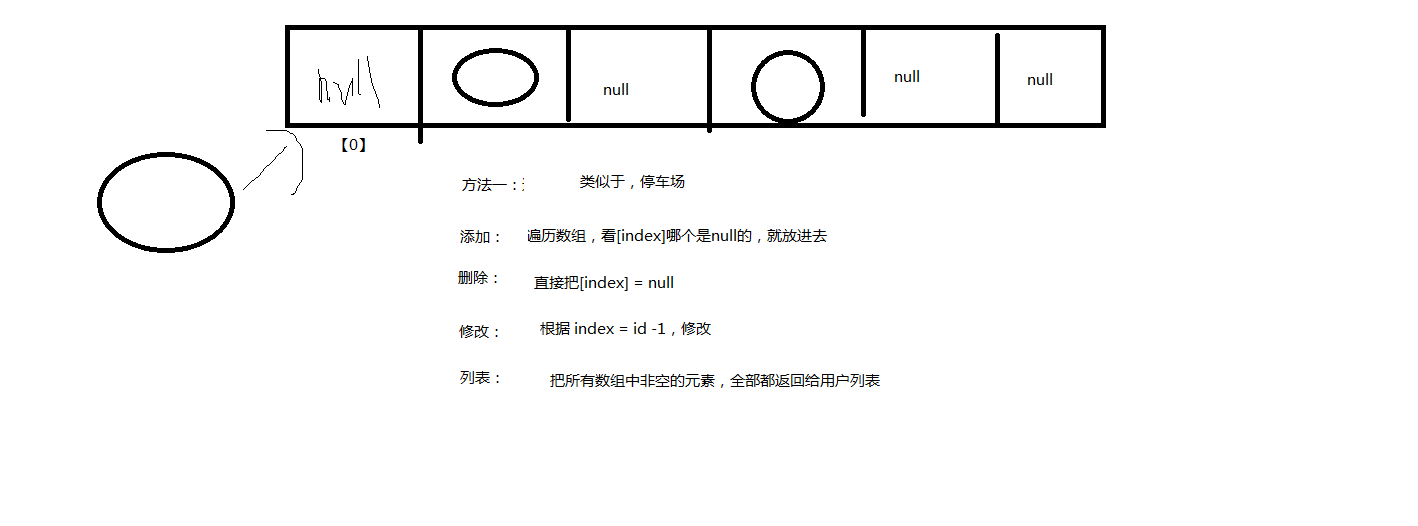 null
null
null
null
【0】
方法一： 类似于，停车场
添加： 遍历数组，看[index]哪个是null的，就放进去
删除： 直接把[index] = null
修改： 根据 index = id -1，修改
列表： 把所有数组中非空的元素，全部都返回给用户列表